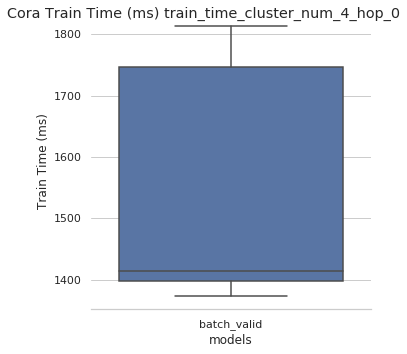 Cora Train Time (ms) train_time_cluster_num_4_hop_0
1800
1700
1600
1500
1400
Train Time (ms)
batch_valid
models